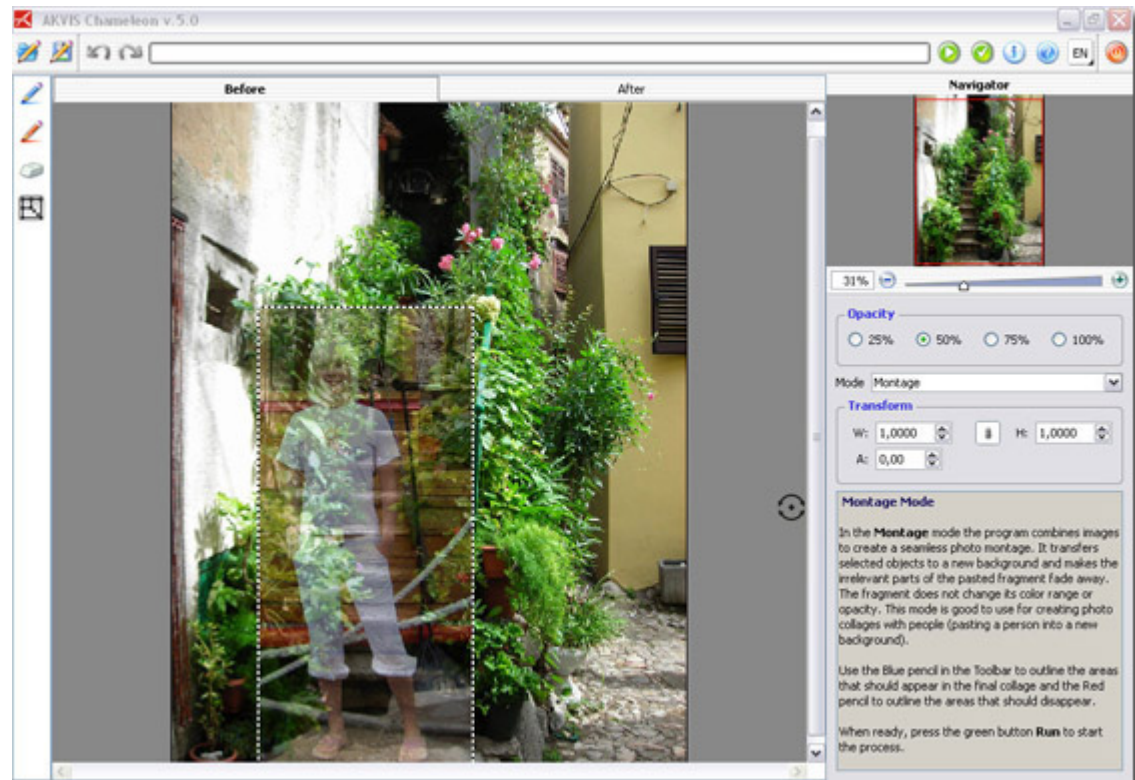 AKVIS Chameleon v.5.0
EN
Before
After
Navigator
31%
Opacity
25%
50%
75%
100%
Mode Montage
Transform
W: 1,0000
H: 1,0000
A: 0,00
Montage Mode
In the Montage mode the program combines images
to create a seamless photo montage. It transfers
selected objects to a new background and makes the
irrelevant parts of the pasted fragment fade away.
The fragment does not change its color range or
opacity. This mode is good to use for creating photo
collages with people (pasting a person into a new
background).
Use the Blue pencil in the Toolbar to outline the areas
that should appear in the final collage and the Red
pencil to outline the areas that should disappear.
When ready, press the green button Run to start
the process.